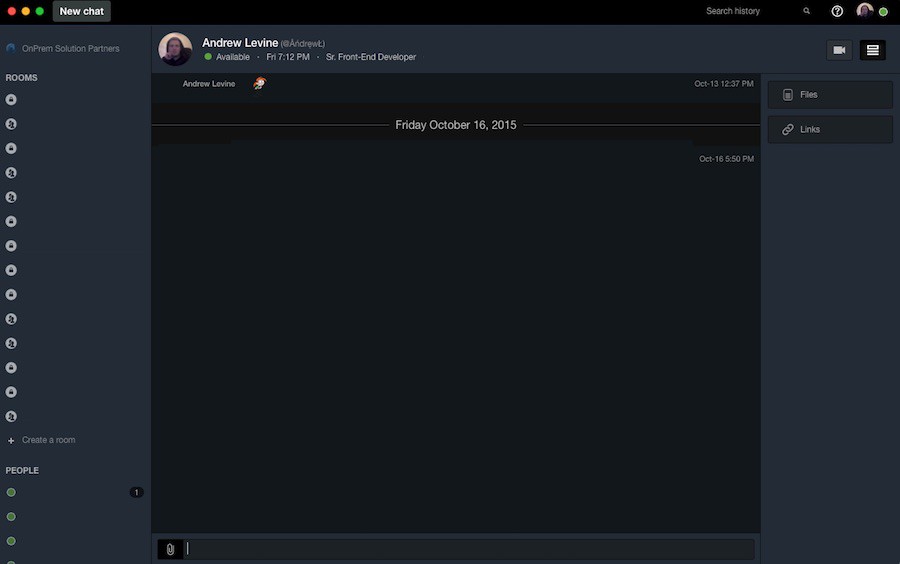 New chat
Search history
OnPrem Solution Partners
ROOMS
Create a room
PEOPLE
1
Andrew Levine
Available · Fri 7:12 PM · Sr. Front-End Developer
Andrew Levine
Oct-13 12:37 PM
Friday October 16, 2015
Oct-16 5:50 PM
Files
Links